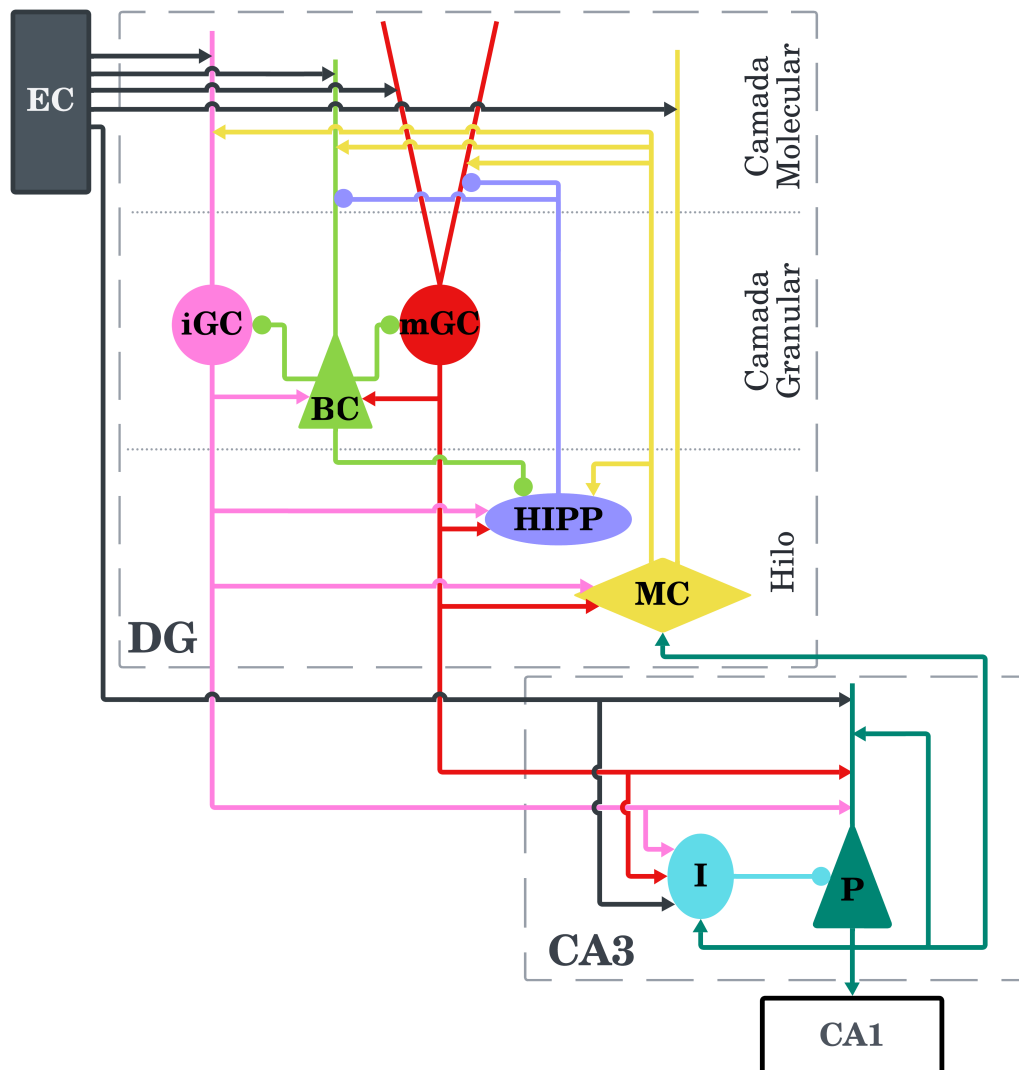 EC
Camada
Molecular
iGC
mGC
BC
Camada
Granular
HIPP
MC
Hilo
DG
I
P
CA3
CA1